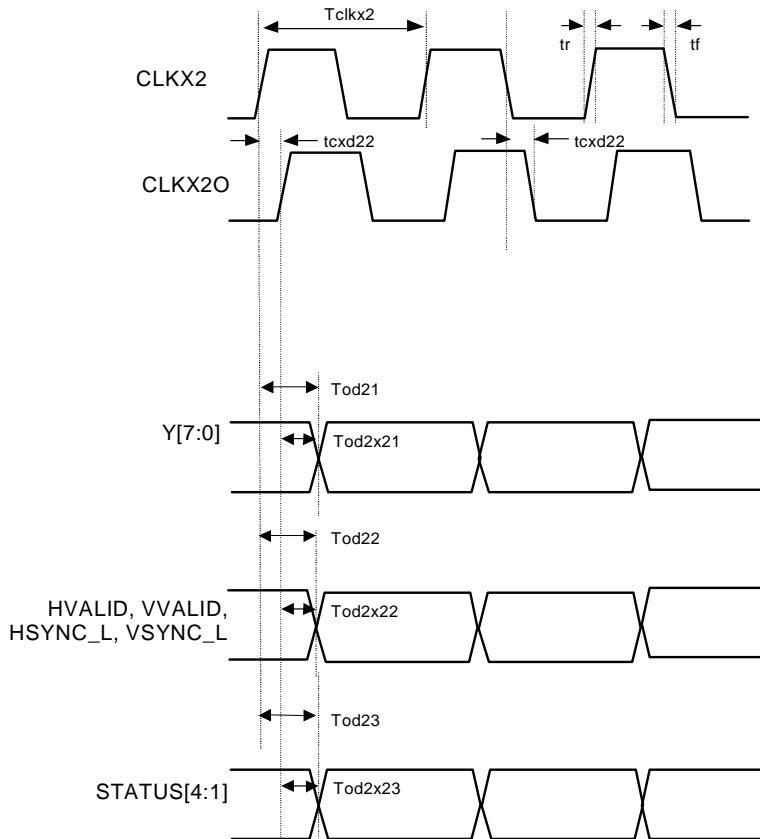 Tclkx2
tr
tf
CLKX2
tcxd22
tcxd22
CLKX2O
Tod21
Y[7:0]
Tod2x21
Tod22
HVALID, VVALID,
HSYNC_L, VSYNC_L
Tod2x22
Tod23
STATUS[4:1]
Tod2x23